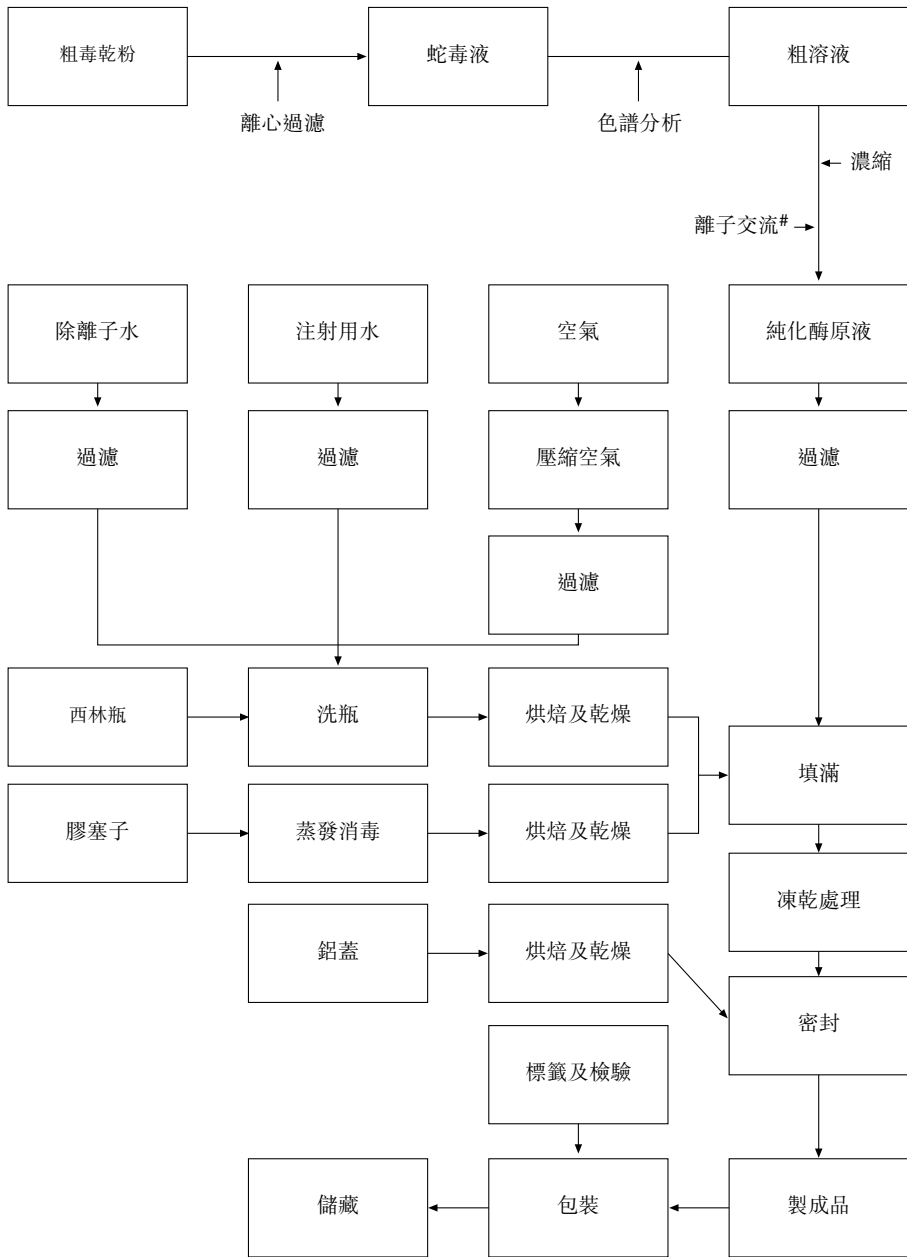 粗毒乾粉
蛇毒液
粗溶液
離心過濾
色譜分析
濃縮
離子交流#
除離子水
注射用水
空氣
純化酶原液
過濾
過濾
壓縮空氣
過濾
過濾
西林瓶
洗瓶
烘焙及乾燥
填滿
膠塞子
蒸發消毒
烘焙及乾燥
凍乾處理
鋁蓋
烘焙及乾燥
密封
標籤及檢驗
儲藏
包裝
製成品